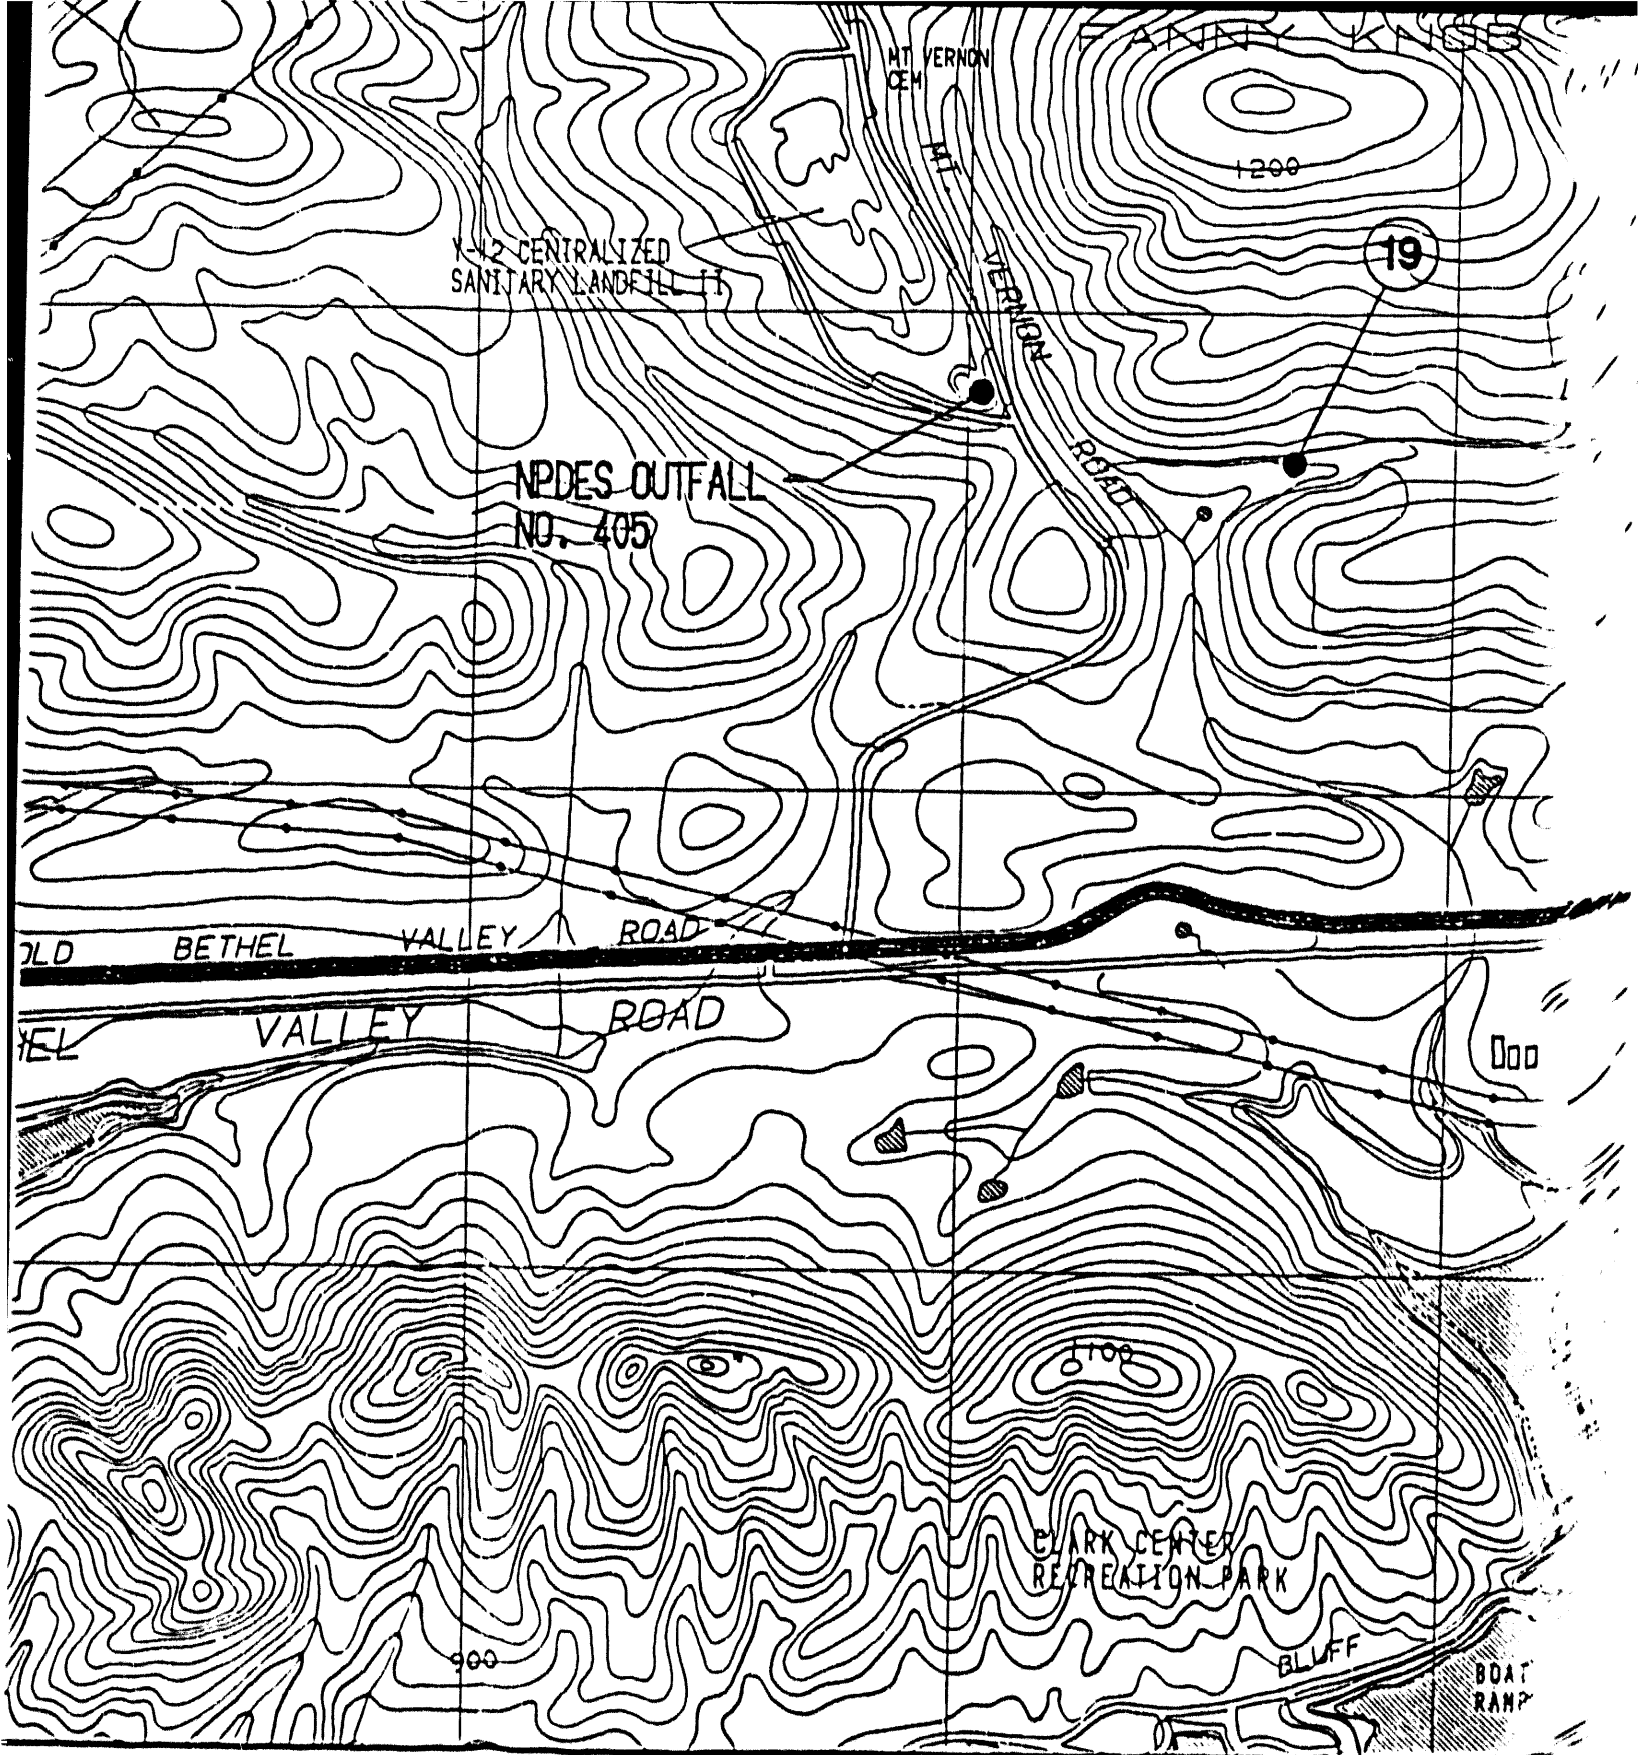 FANNY KNOB
MT VERNON
CEM
MT. VERNON ROAD
1200
19
Y-12 CENTRALIZED
SANITARY LANDFILL II
NPDES OUTFALL
NO. 405
OLD BETHEL VALLEY ROAD
HEL VALLEY ROAD
1100
CLARK CENTER
RECREATION PARK
900
BLUFF
BOAT
RAMP